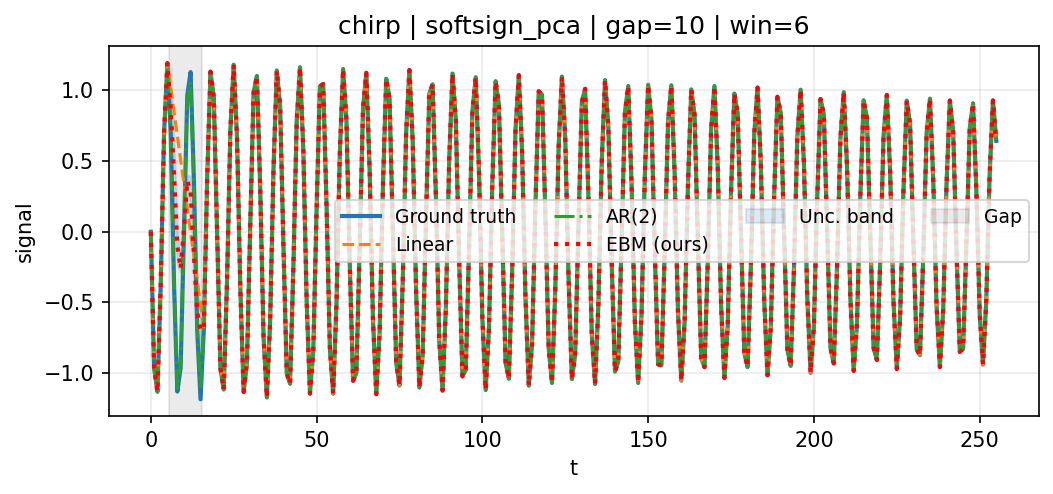 chirp | softsign_pca | gap=10 | win=6
signal
1.0
0.5
0.0
−0.5
−1.0
Ground truth
Linear
AR(2)
EBM (ours)
Unc. band
Gap
0 50 100 150 200 250
t